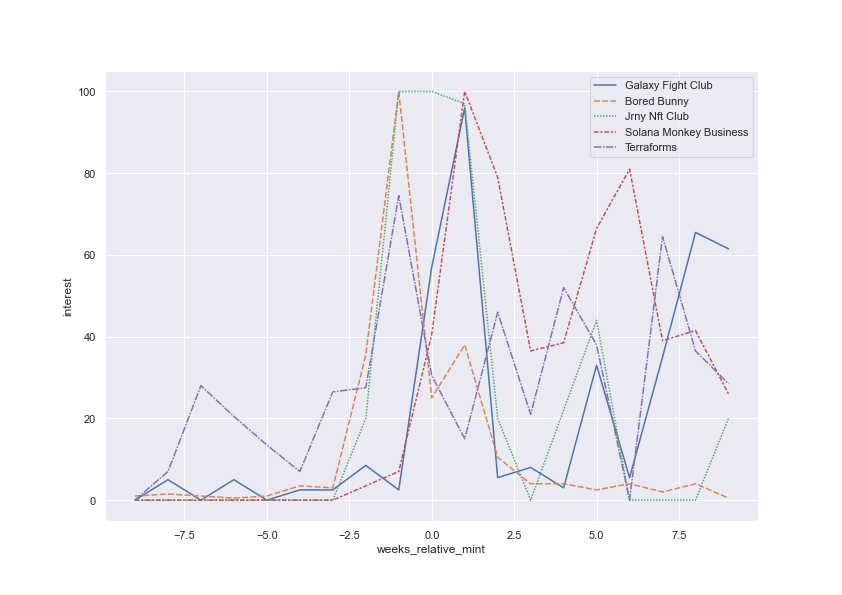 Galaxy Fight Club
Bored Bunny
Jrny Nft Club
Solana Monkey Business
Terraforms
100
80
60
40
20
0
interest
−7.5 −5.0 −2.5 0.0 2.5 5.0 7.5
weeks_relative_mint